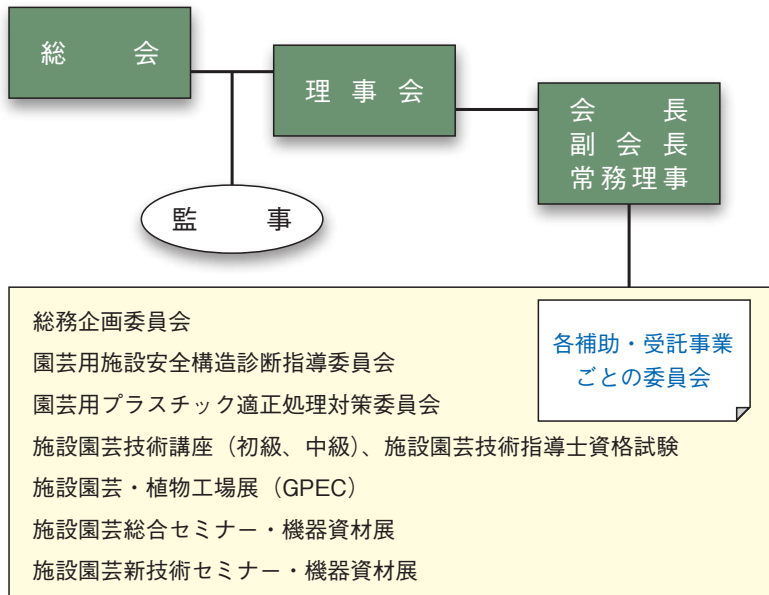 総会
理事会
会長
副会長
常務理事
監事
総務企画委員会
園芸用施設安全構造診断指導委員会
園芸用プラスチック適正処理対策委員会
施設園芸技術講座（初級、中級）、施設園芸技術指導士資格試験
施設園芸・植物工場展（GPEC）
施設園芸総合セミナー・機器資材展
施設園芸新技術セミナー・機器資材展
各補助・受託事業
ごとの委員会